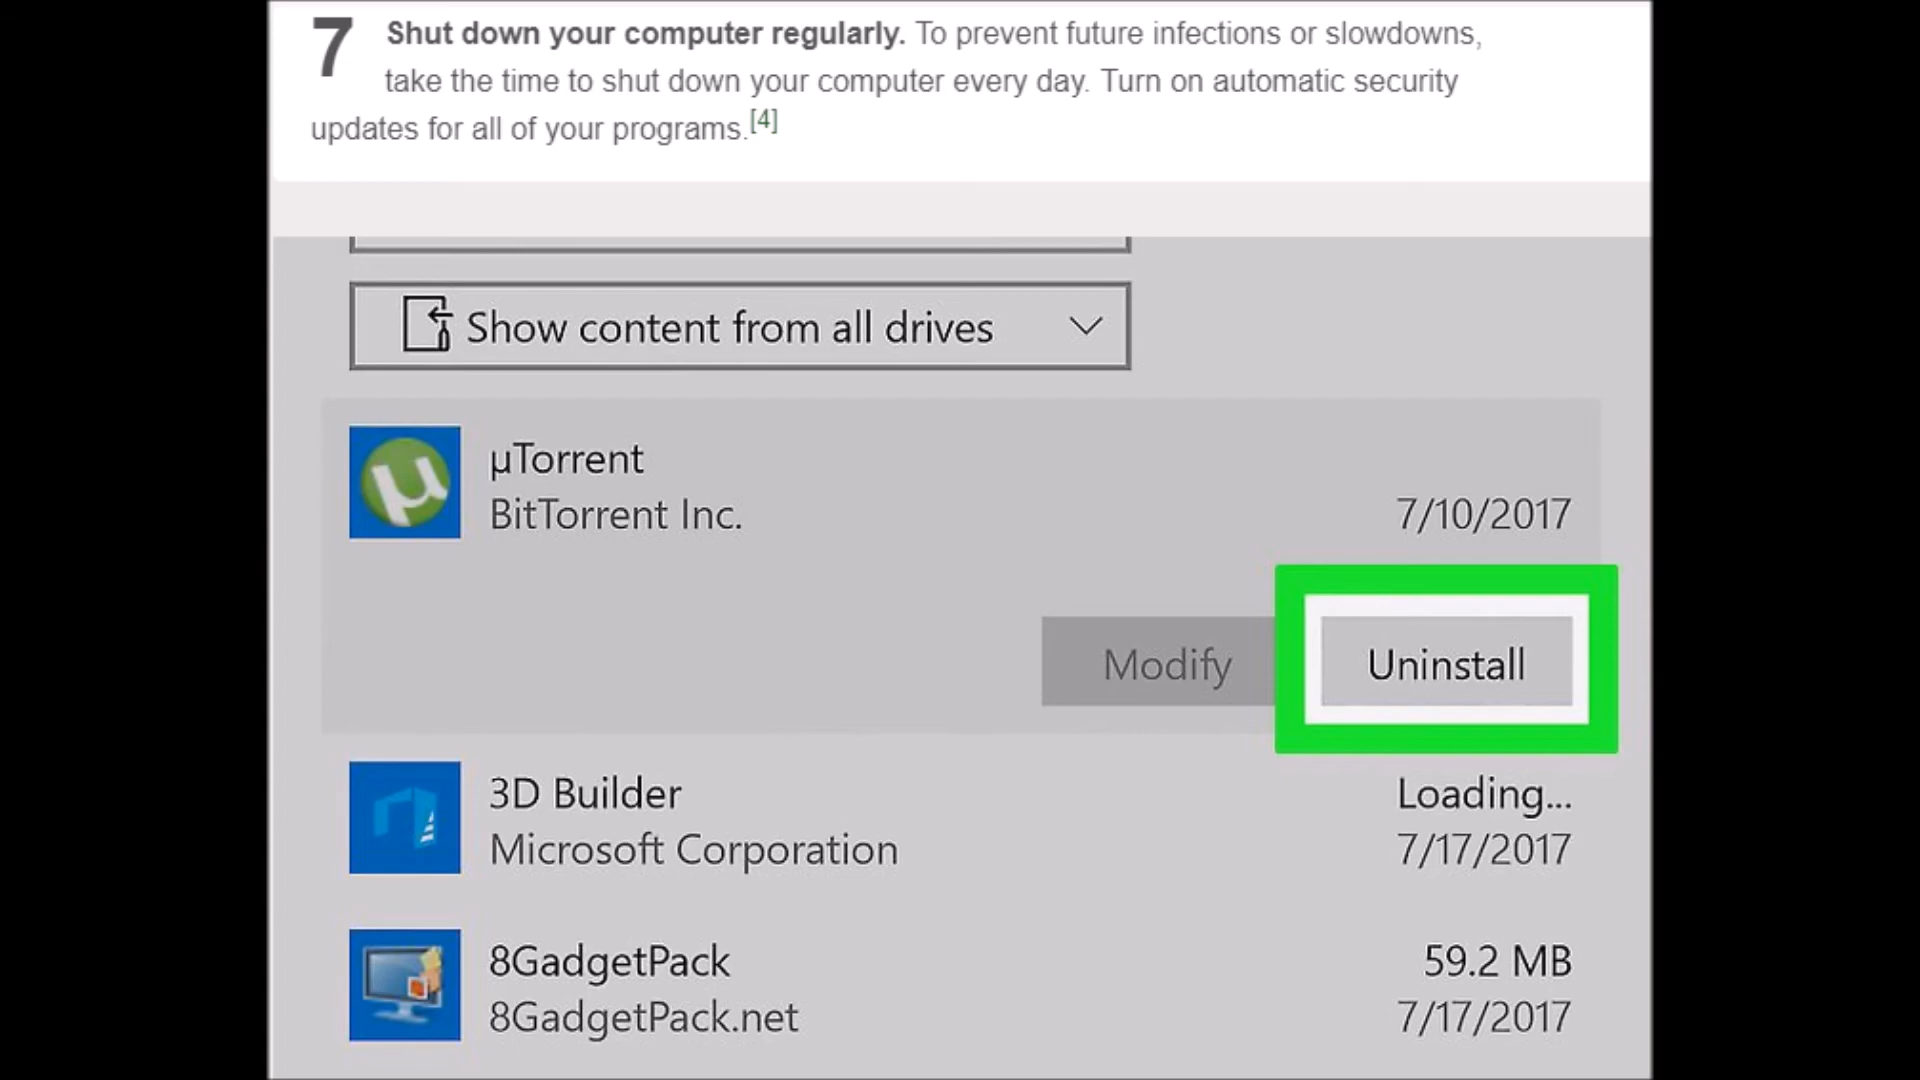 7 Shut down your computer regularly. To prevent future infections or slowdowns,
take the time to shut down your computer every day. Turn on automatic security
updates for all of your programs.[4]
Show content from all drives
µTorrent
BitTorrent Inc. 7/10/2017
Modify Uninstall
3D Builder Loading...
Microsoft Corporation 7/17/2017
8GadgetPack 59.2 MB
8GadgetPack.net 7/17/2017